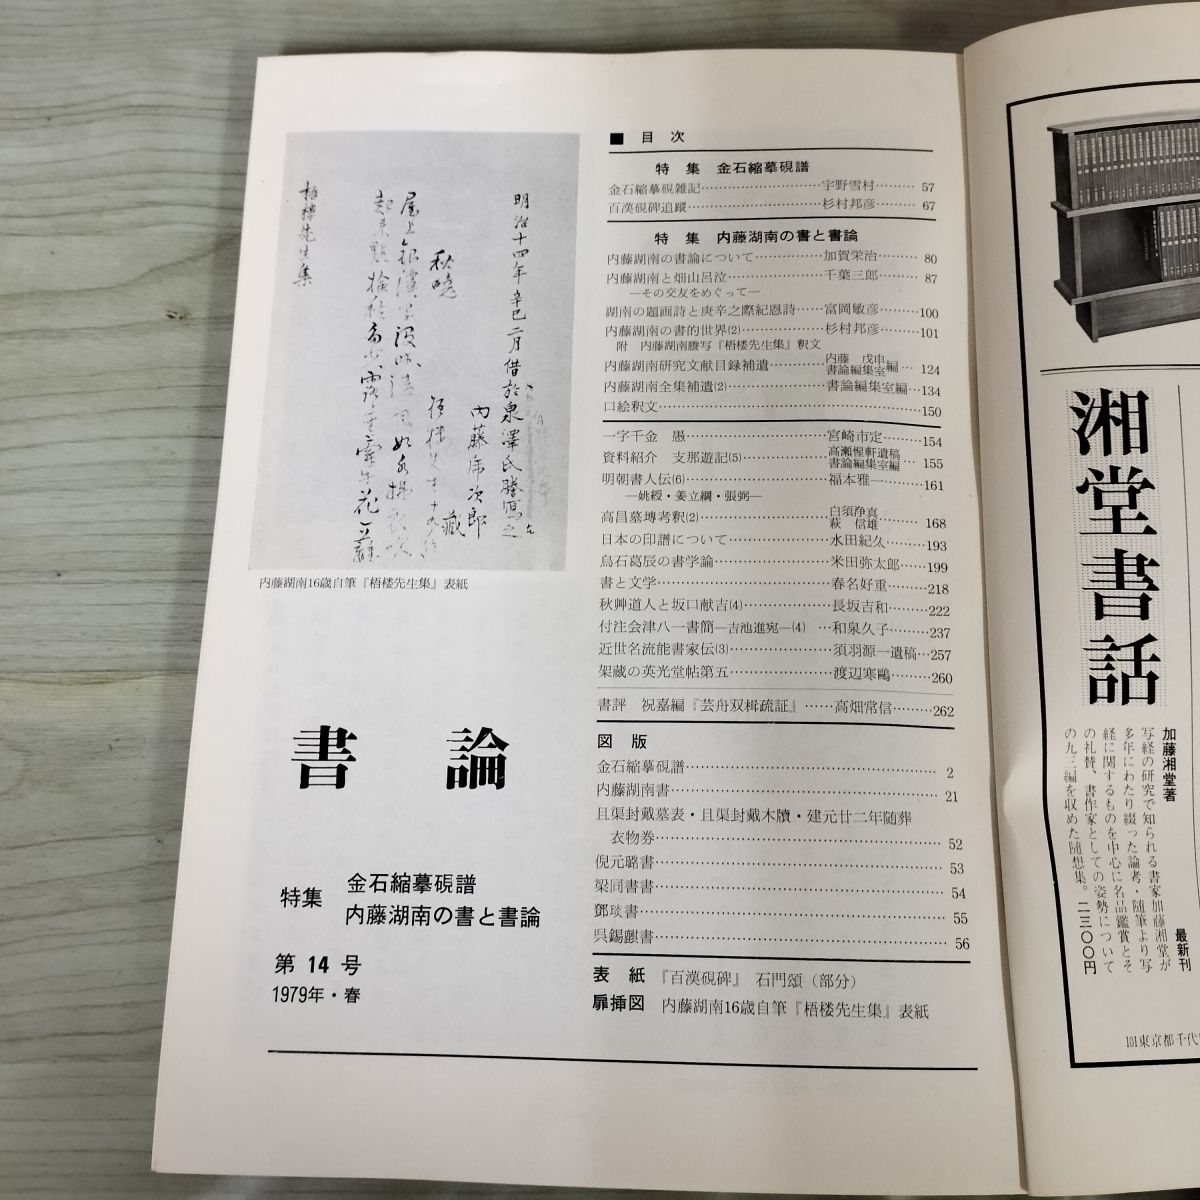 明治十四年辛巳二月借於泉澤氏謄寫之
内藤虎次郎
藏
秋曉
梧樓先生集
内藤湖南16歳自筆『梧楼先生集』表紙
書 論
特集 金石縮摹硯譜
内藤湖南の書と書論
第 14 号
1979年・春
■ 目 次
特 集 金石縮摹硯譜
金石縮摹硯雑記……宇野雪村……57
百漢硯碑追蹤……杉村邦彦……67
特 集 内藤湖南の書と書論
内藤湖南の書論について……加賀栄治……80
内藤湖南と畑山呂泣……千葉三郎……87
―その交友をめぐって―
湖南の題画詩と庚辛之際紀恩詩……富岡敏彦……100
内藤湖南の書的世界(2)……杉村邦彦……101
附 内藤湖南謄写『梧楼先生集』釈文
内藤湖南研究文献目録補遺……内藤 戊申 書論編集室編…124
内藤湖南全集補遺(2)……書論編集室編…134
口絵釈文……150
一字千金 愚……宮崎市定……154
資料紹介 支那遊記(5)……高瀬惺軒遺稿 書論編集室編…155
明朝書人伝(6)……福本雅一……161
―姚綬・姜立綱・張弼―
高昌墓塼考釈(2)……白須浄真 萩 信雄……168
日本の印譜について……水田紀久……193
烏石葛辰の書学論……米田弥太郎……199
書と文学……春名好重……218
秋艸道人と坂口献吉(4)……長坂吉和……222
付注会津八一書簡―吉池進宛―(4)…和泉久子……237
近世名流能書家伝(3)……須羽源一遺稿…257
架蔵の英光堂帖第五……渡辺寒鷗……260
書評 祝嘉編『芸舟双楫疏証』……高畑常信……262
図 版
金石縮摹硯譜……2
内藤湖南書……21
且渠封戴墓表・且渠封戴木牘・建元廿二年随葬
衣物券……52
倪元璐書……53
梁同書書……54
鄧琰書……55
呉錫麒書……56
表 紙 『百漢硯碑』 石門頌（部分）
扉挿図 内藤湖南16歳自筆『梧楼先生集』表紙
湘堂書話
加藤湘堂著
最新刊
写経の研究で知られる書家加藤湘堂が
多年にわたり綴った論考・随筆より写
経に関するものを中心に名品鑑賞とそ
の礼賛、書作家としての姿勢について
の九三編を収めた随想集。二三〇〇円
101東京都千代